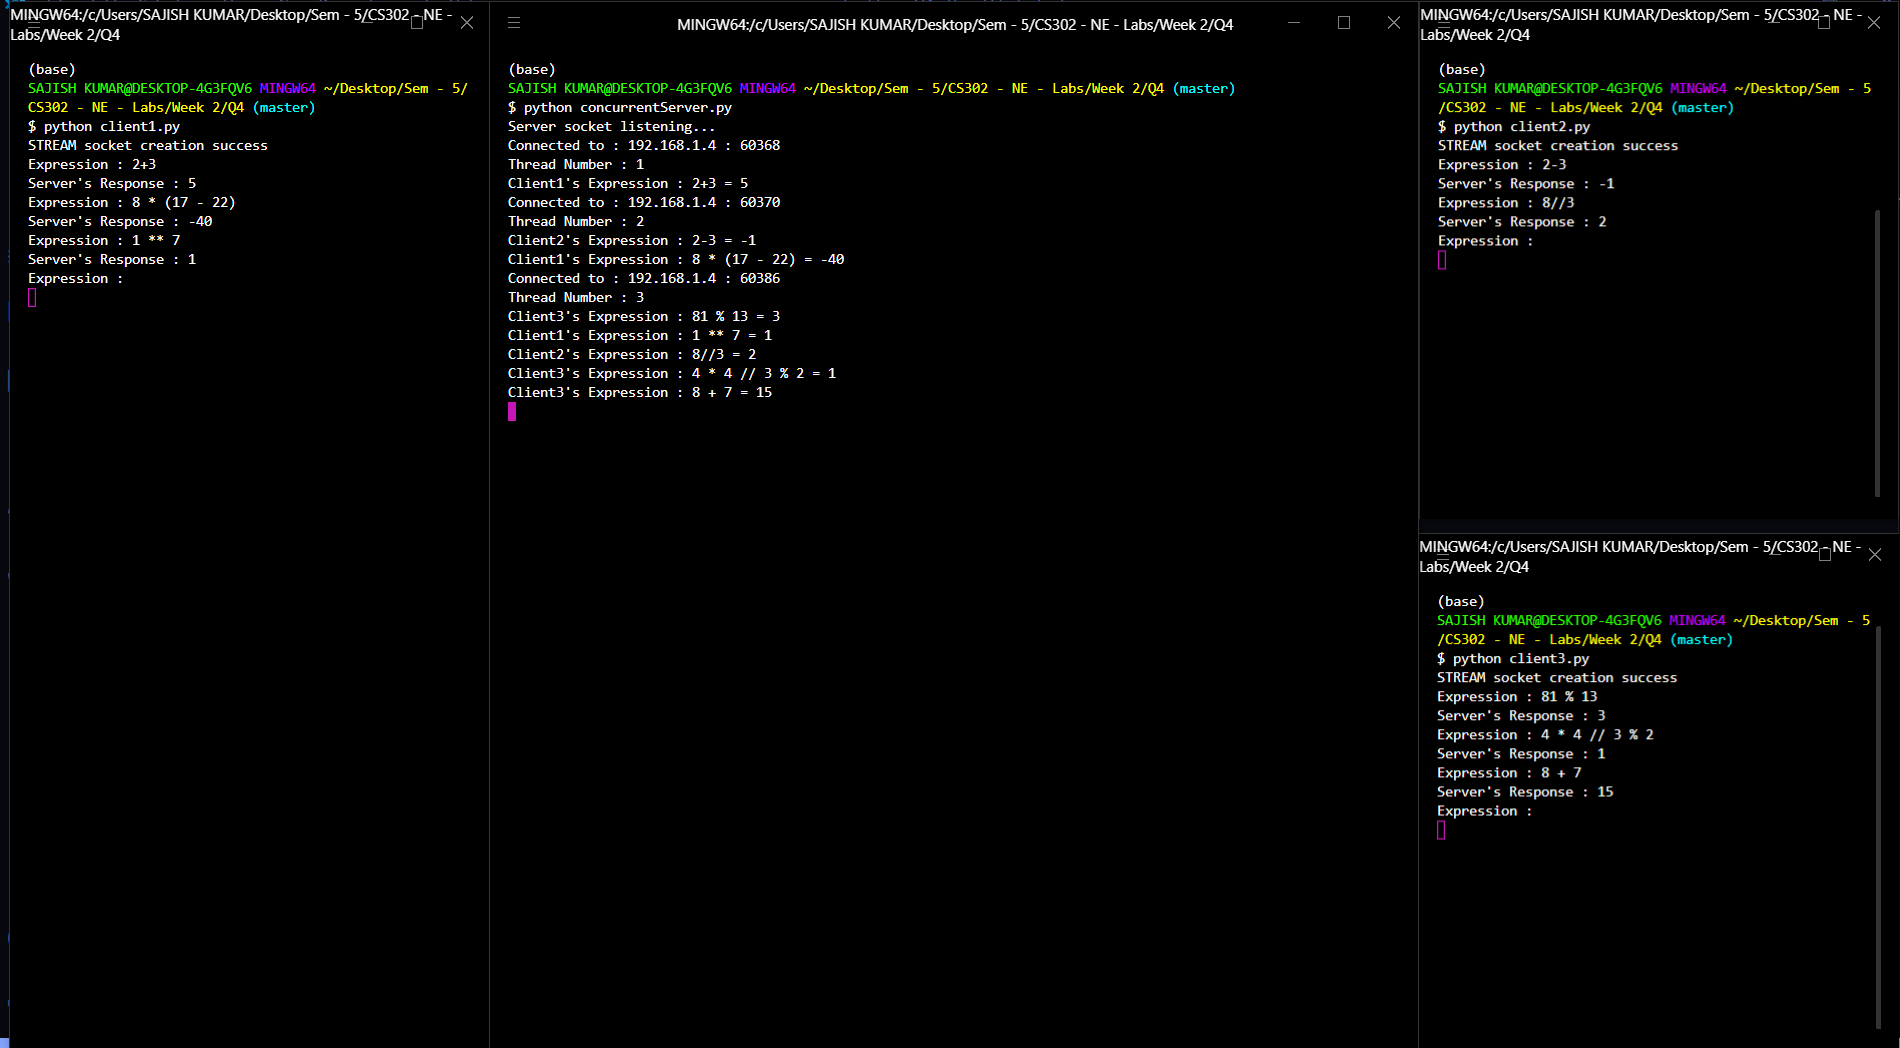 MINGW64:/c/Users/SAJISH KUMAR/Desktop/Sem - 5/CS302 - NE -
Labs/Week 2/Q4
(base)
SAJISH KUMAR@DESKTOP-4G3FQV6 MINGW64 ~/Desktop/Sem - 5/
CS302 - NE - Labs/Week 2/Q4 (master)
$ python client1.py
STREAM socket creation success
Expression : 2+3
Server's Response : 5
Expression : 8 * (17 - 22)
Server's Response : -40
Expression : 1 ** 7
Server's Response : 1
Expression :
MINGW64:/c/Users/SAJISH KUMAR/Desktop/Sem - 5/CS302 - NE - Labs/Week 2/Q4
(base)
SAJISH KUMAR@DESKTOP-4G3FQV6 MINGW64 ~/Desktop/Sem - 5/CS302 - NE - Labs/Week 2/Q4 (master)
$ python concurrentServer.py
Server socket listening...
Connected to : 192.168.1.4 : 60368
Thread Number : 1
Client1's Expression : 2+3 = 5
Connected to : 192.168.1.4 : 60370
Thread Number : 2
Client2's Expression : 2-3 = -1
Client1's Expression : 8 * (17 - 22) = -40
Connected to : 192.168.1.4 : 60386
Thread Number : 3
Client3's Expression : 81 % 13 = 3
Client1's Expression : 1 ** 7 = 1
Client2's Expression : 8//3 = 2
Client3's Expression : 4 * 4 // 3 % 2 = 1
Client3's Expression : 8 + 7 = 15
MINGW64:/c/Users/SAJISH KUMAR/Desktop/Sem - 5/CS302 - NE -
Labs/Week 2/Q4
(base)
SAJISH KUMAR@DESKTOP-4G3FQV6 MINGW64 ~/Desktop/Sem - 5
/CS302 - NE - Labs/Week 2/Q4 (master)
$ python client2.py
STREAM socket creation success
Expression : 2-3
Server's Response : -1
Expression : 8//3
Server's Response : 2
Expression :
MINGW64:/c/Users/SAJISH KUMAR/Desktop/Sem - 5/CS302 - NE -
Labs/Week 2/Q4
(base)
SAJISH KUMAR@DESKTOP-4G3FQV6 MINGW64 ~/Desktop/Sem - 5
/CS302 - NE - Labs/Week 2/Q4 (master)
$ python client3.py
STREAM socket creation success
Expression : 81 % 13
Server's Response : 3
Expression : 4 * 4 // 3 % 2
Server's Response : 1
Expression : 8 + 7
Server's Response : 15
Expression :